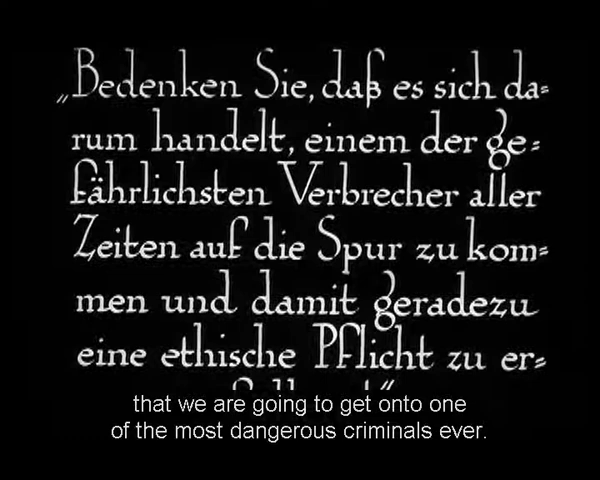 „Bedenken Sie, daß es sich da=
rum handelt, einem der ge=
fährlichsten Verbrecher aller
Zeiten auf die Spur zu kom=
men und damit geradezu
eine ethische Pflicht zu er=
that we are going to get onto one
of the most dangerous criminals ever.